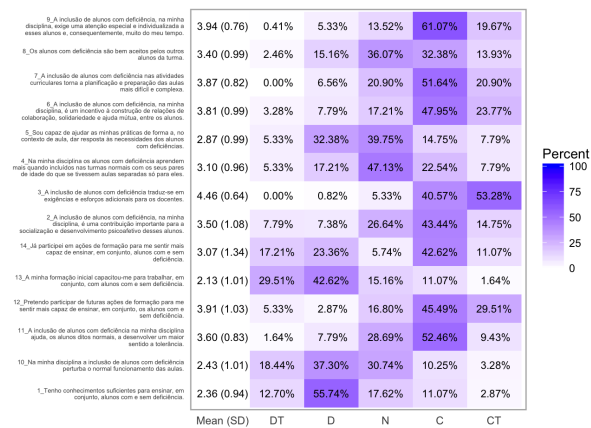 9_A inclusão de alunos com deficiência, na minha
disciplina, exige uma atenção especial e individualizada a
esses alunos e, consequentemente, muito do meu tempo.
3.94 (0.76) 0.41% 5.33% 13.52% 61.07% 19.67%
8_Os alunos com deficiência são bem aceites pelos outros
alunos da turma.
3.40 (0.99) 2.46% 15.16% 36.07% 32.38% 13.93%
7_A inclusão de alunos com deficiência nas atividades
curriculares torna a planificação e preparação das aulas
mais difícil e complexa.
3.87 (0.82) 0.00% 6.56% 20.90% 51.64% 20.90%
6_A inclusão de alunos com deficiência, na minha
disciplina, é um incentivo à construção de relações de
colaboração, solidariedade e ajuda mútua, entre os alunos.
3.81 (0.99) 3.28% 7.79% 17.21% 47.95% 23.77%
5_Sou capaz de ajudar as minhas práticas de forma a, no
contexto de aula, dar resposta às necessidades dos alunos
com deficiências.
2.87 (0.99) 5.33% 32.38% 39.75% 14.75% 7.79%
4_Na minha disciplina os alunos com deficiência aprendem
mais quando incluídos nas turmas normais com os seus pares
de idade do que se tivessem aulas separadas só para eles.
3.10 (0.96) 5.33% 17.21% 47.13% 22.54% 7.79%
3_A inclusão de alunos com deficiência traduz-se em
exigências e esforços adicionais para os docentes.
4.46 (0.64) 0.00% 0.82% 5.33% 40.57% 53.28%
2_A inclusão de alunos com deficiência, na minha
disciplina, é uma contribuição importante para a
socialização e desenvolvimento psicoafetivo desses alunos.
3.50 (1.08) 7.79% 7.38% 26.64% 43.44% 14.75%
14_Já participei em ações de formação para me sentir mais
capaz de ensinar, em conjunto, alunos com e sem
deficiência.
3.07 (1.34) 17.21% 23.36% 5.74% 42.62% 11.07%
13_A minha formação inicial capacitou-me para trabalhar, em
conjunto, com alunos com e sem deficiência.
2.13 (1.01) 29.51% 42.62% 15.16% 11.07% 1.64%
12_Pretendo participar de futuras ações de formação para me
sentir mais capaz de ensinar, em conjunto, os alunos com e
sem deficiência.
3.91 (1.03) 5.33% 2.87% 16.80% 45.49% 29.51%
11_A inclusão de alunos com deficiência na minha disciplina
ajuda, os alunos ditos normais, a desenvolver um maior
sentido a tolerância.
3.60 (0.83) 1.64% 7.79% 28.69% 52.46% 9.43%
10_Na minha disciplina a inclusão de alunos com deficiência
perturba o normal funcionamento das aulas.
2.43 (1.01) 18.44% 37.30% 30.74% 10.25% 3.28%
1_Tenho conhecimentos suficientes para ensinar, em
conjunto, alunos com e sem deficiência.
2.36 (0.94) 12.70% 55.74% 17.62% 11.07% 2.87%
Mean (SD) DT D N C CT
Percent
100
75
50
25
0